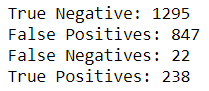 True Negative: 1295
False Positives: 847
False Negatives: 22
True Positives: 238